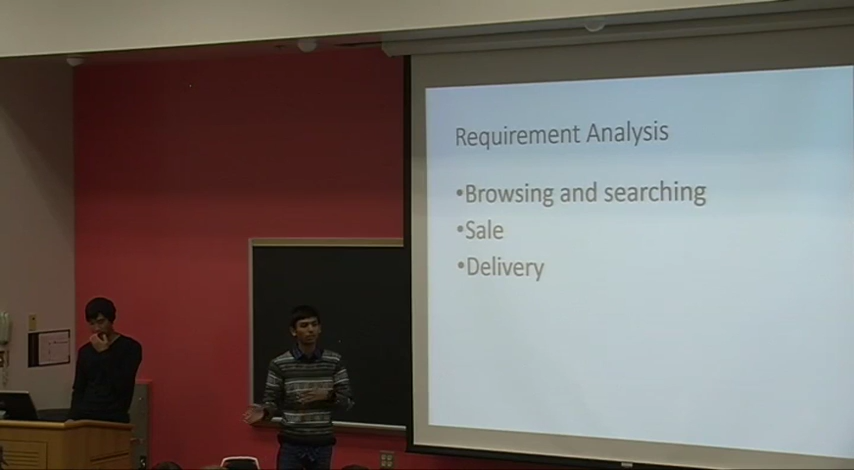 Requirement Analysis
•Browsing and searching
•Sale
•Delivery